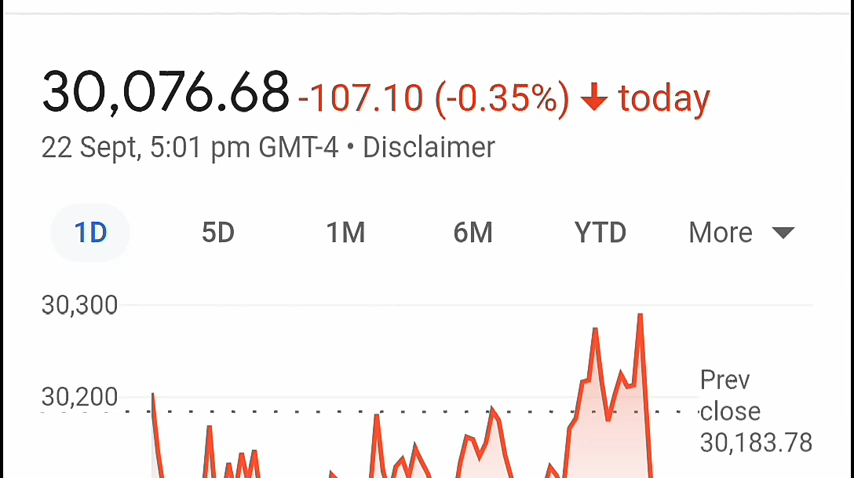 30,076.68 -107.10 (-0.35%) ↓ today
22 Sept, 5:01 pm GMT-4 • Disclaimer
1D 5D 1M 6M YTD More
30,300
30,200
Prev
close
30,183.78